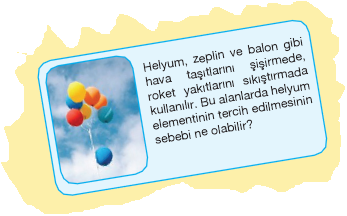 Helyum, zeplin ve balon gibi
hava taşıtlarını şişirmede,
roket yakıtlarını sıkıştırmada
kullanılır. Bu alanlarda helyum
elementinin tercih edilmesinin
sebebi ne olabilir?